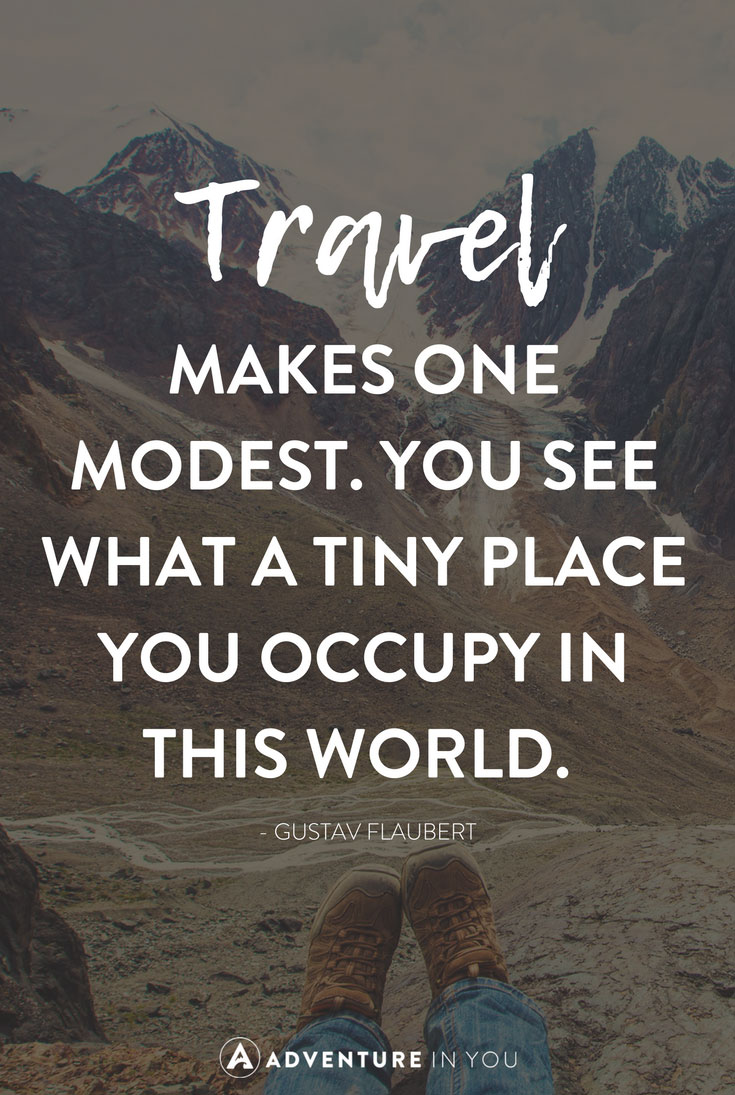 Travel
MAKES ONE
MODEST. YOU SEE
WHAT A TINY PLACE
YOU OCCUPY IN
THIS WORLD.
- GUSTAV FLAUBERT
A ADVENTURE IN YOU